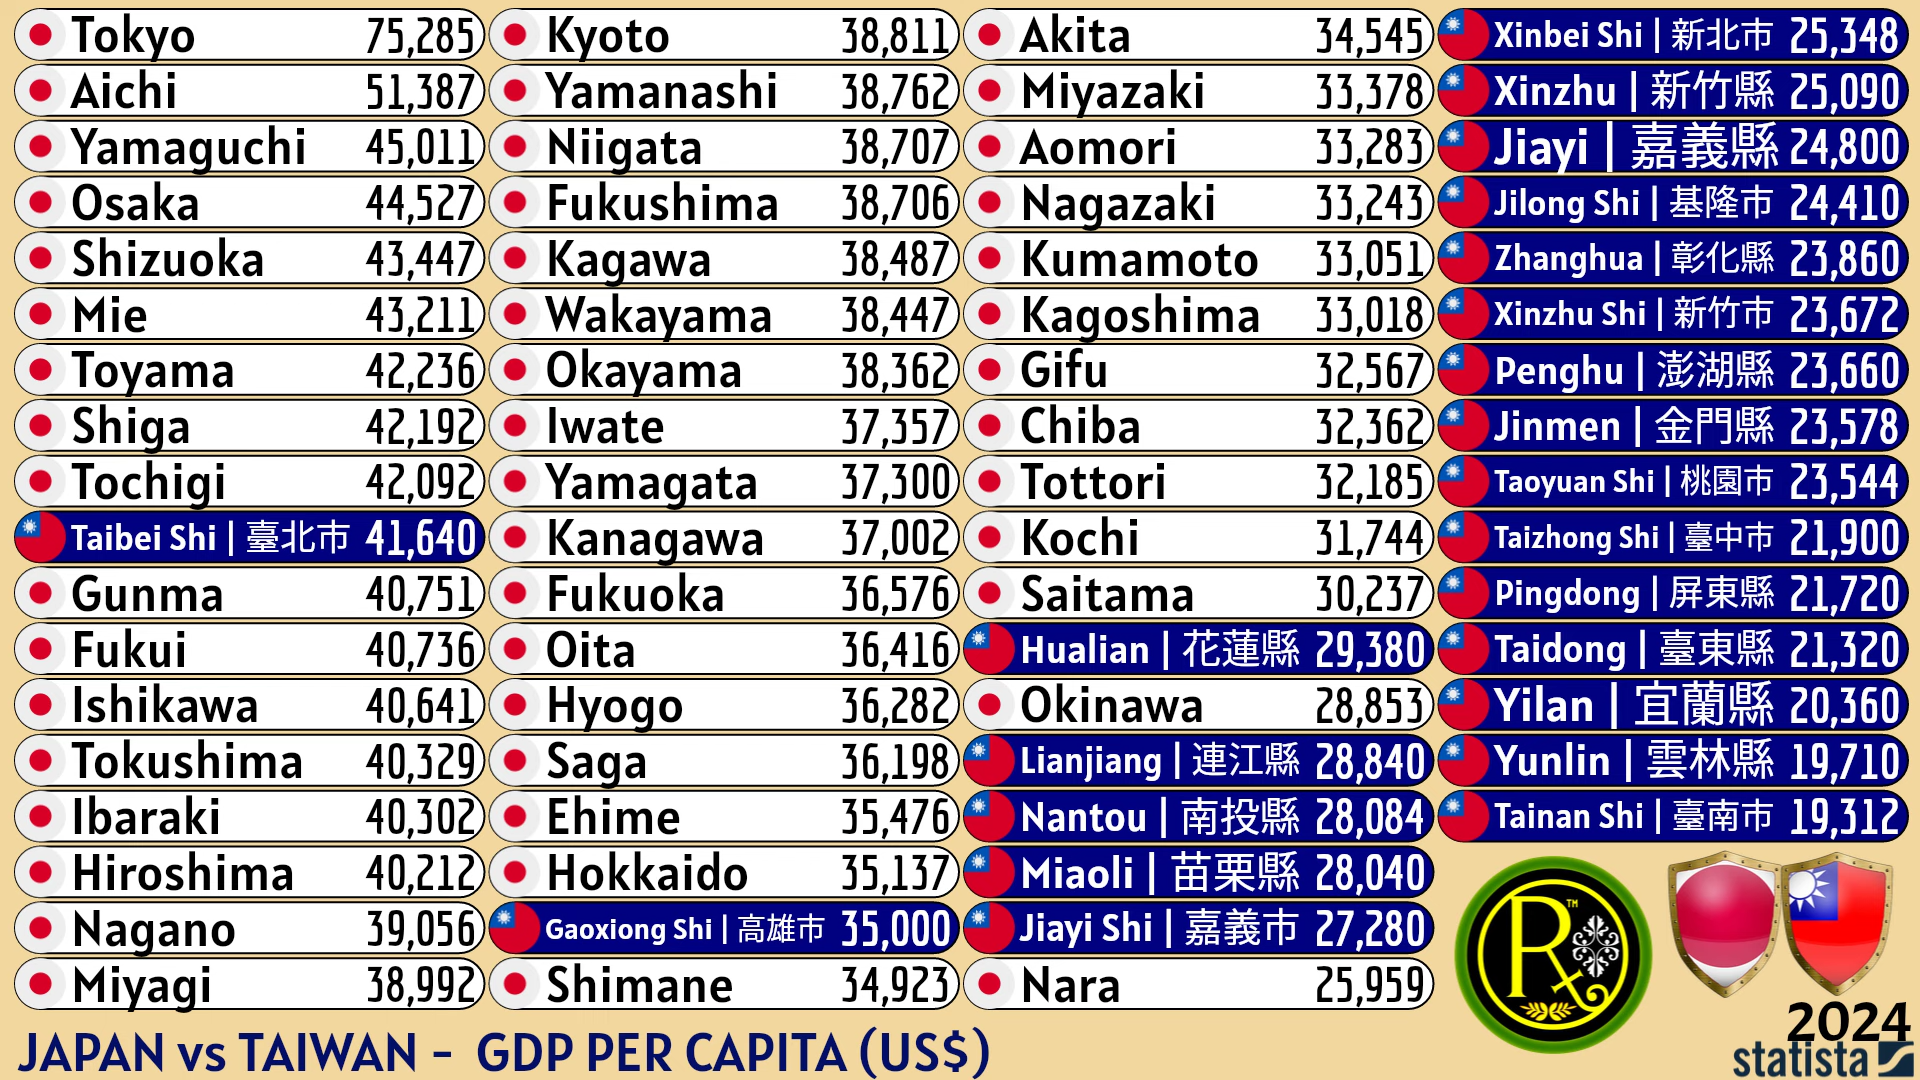 Tokyo 75,285
Aichi 51,387
Yamaguchi 45,011
Osaka 44,527
Shizuoka 43,447
Mie 43,211
Toyama 42,236
Shiga 42,192
Tochigi 42,092
Taibei Shi | 臺北市 41,640
Gunma 40,751
Fukui 40,736
Ishikawa 40,641
Tokushima 40,329
Ibaraki 40,302
Hiroshima 40,212
Nagano 39,056
Miyagi 38,992
Kyoto 38,811
Yamanashi 38,762
Niigata 38,707
Fukushima 38,706
Kagawa 38,487
Wakayama 38,447
Okayama 38,362
Iwate 37,357
Yamagata 37,300
Kanagawa 37,002
Fukuoka 36,576
Oita 36,416
Hyogo 36,282
Saga 36,198
Ehime 35,476
Hokkaido 35,137
Gaoxiong Shi | 高雄市 35,000
Shimane 34,923
Akita 34,545
Miyazaki 33,378
Aomori 33,283
Nagazaki 33,243
Kumamoto 33,051
Kagoshima 33,018
Gifu 32,567
Chiba 32,362
Tottori 32,185
Kochi 31,744
Saitama 30,237
Hualian | 花蓮縣 29,380
Okinawa 28,853
Lianjiang | 連江縣 28,840
Nantou | 南投縣 28,084
Miaoli | 苗栗縣 28,040
Jiayi Shi | 嘉義市 27,280
Nara 25,959
Xinbei Shi | 新北市 25,348
Xinzhu | 新竹縣 25,090
Jiayi | 嘉義縣 24,800
Jilong Shi | 基隆市 24,410
Zhanghua | 彰化縣 23,860
Xinzhu Shi | 新竹市 23,672
Penghu | 澎湖縣 23,660
Jinmen | 金門縣 23,578
Taoyuan Shi | 桃園市 23,544
Taizhong Shi | 臺中市 21,900
Pingdong | 屏東縣 21,720
Taidong | 臺東縣 21,320
Yilan | 宜蘭縣 20,360
Yunlin | 雲林縣 19,710
Tainan Shi | 臺南市 19,312
R TM
2024
statista
JAPAN vs TAIWAN - GDP PER CAPITA (US$)